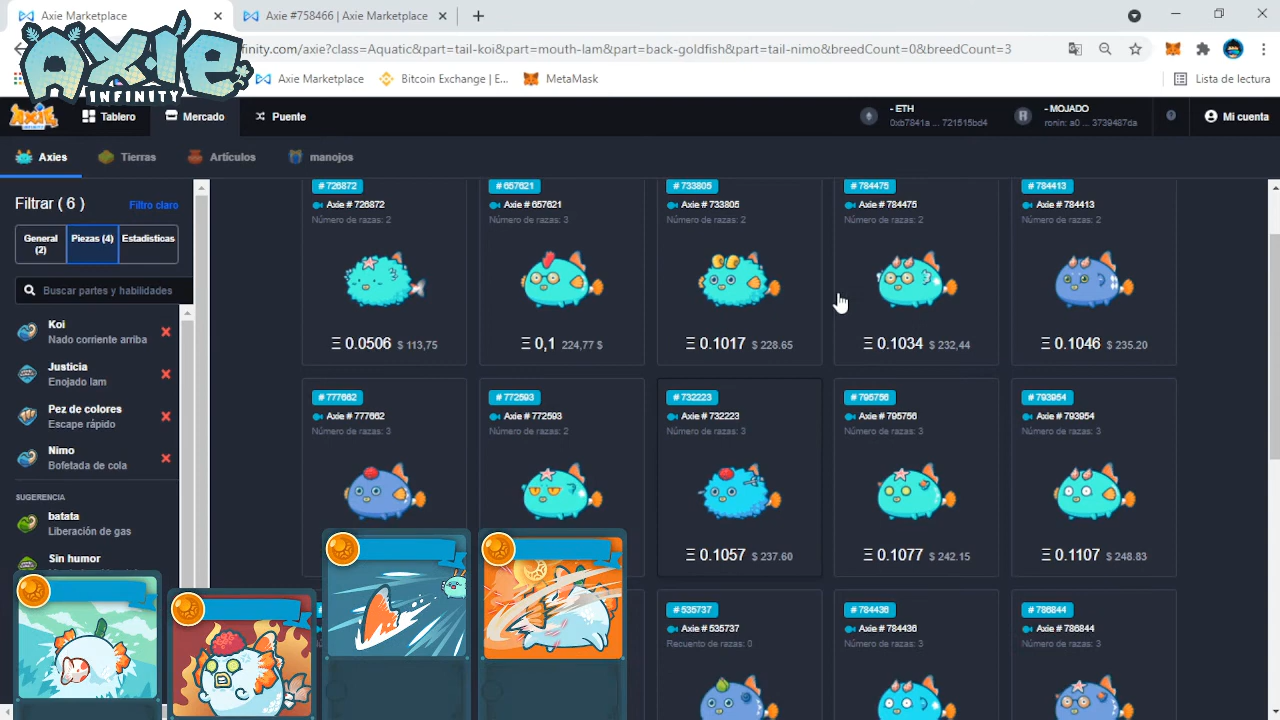 Axie Marketplace
Axie #758466 | Axie Marketplace
AXIE
INFINITY
finity.com/axie?class=Aquatic&part=tail-koi&part=mouth-lam&part=back-goldfish&part=tail-nimo&breedCount=0&breedCount=3
Axie Marketplace
Bitcoin Exchange | E...
MetaMask
Lista de lectura
AXIE
INFINITY
Tablero
Mercado
Puente
- ETH
0xb7841a ... 721515bd4
- MOJADO
ronin: a0 ... 3739487da
Mi cuenta
Axies
Tierras
Artículos
manojos
Filtrar ( 6 )
Filtro claro
General (2)
Piezas (4)
Estadísticas
Buscar partes y habilidades
Koi
Nado corriente arriba
Justicia
Enojado lam
Pez de colores
Escape rápido
Nimo
Bofetada de cola
SUGERENCIA
batata
Liberación de gas
Sin humor
# 726872
Axie # 726872
Número de razas: 2
Ξ 0.0506 $ 113,75
# 657621
Axie # 657621
Número de razas: 3
Ξ 0,1 224,77 $
# 733805
Axie # 733805
Número de razas: 2
Ξ 0.1017 $ 228.65
# 784475
Axie # 784475
Número de razas: 2
Ξ 0.1034 $ 232,44
# 784413
Axie # 784413
Número de razas: 2
Ξ 0.1046 $ 235.20
# 777662
Axie # 777662
Número de razas: 3
# 772593
Axie # 772593
Número de razas: 2
# 732223
Axie # 732223
Número de razas: 3
Ξ 0.1057 $ 237.60
# 795756
Axie # 795756
Número de razas: 3
Ξ 0.1077 $ 242.15
# 793954
Axie # 793954
Número de razas: 3
Ξ 0.1107 $ 248.83
# 535737
Axie # 535737
Recuento de razas: 0
# 784436
Axie # 784436
Número de razas: 3
# 786844
Axie # 786844
Número de razas: 3